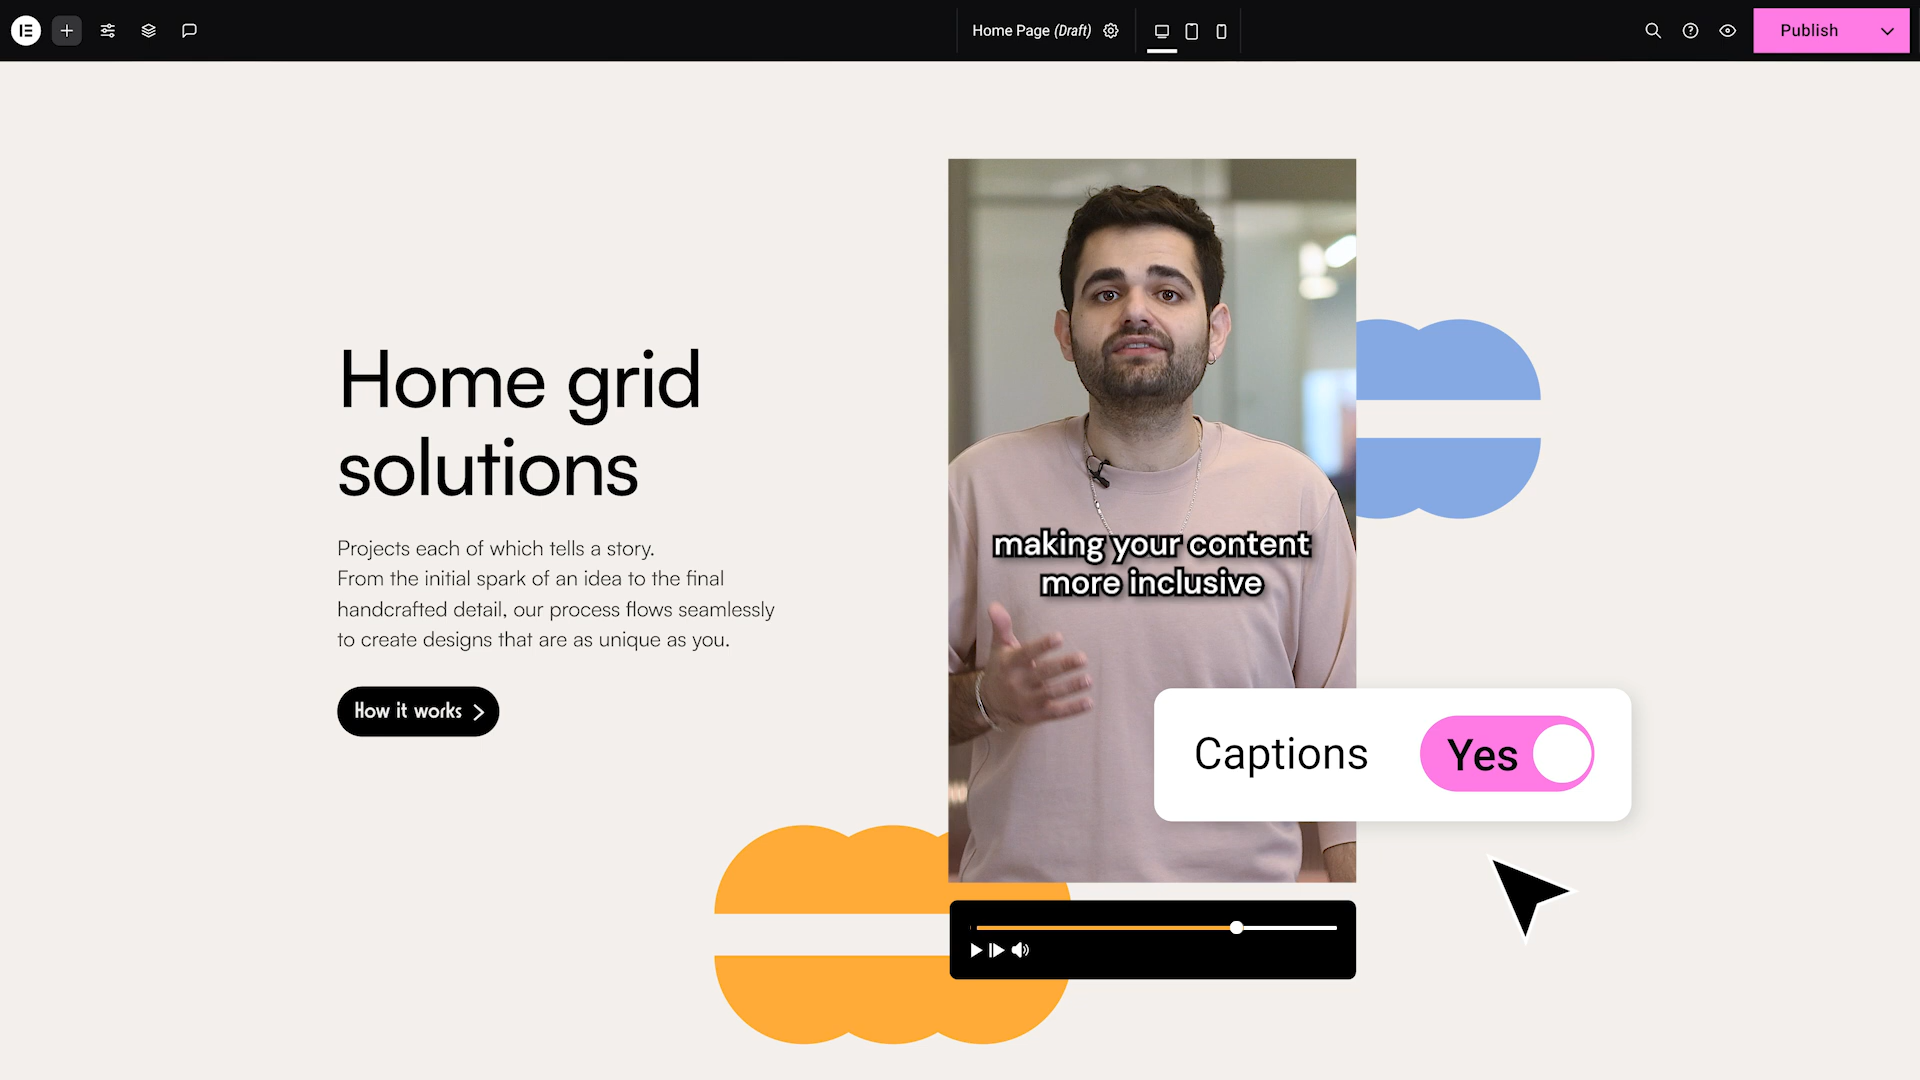 Home Page (Draft)
Publish
Home grid
solutions
Projects each of which tells a story.
From the initial spark of an idea to the final
handcrafted detail, our process flows seamlessly
to create designs that are as unique as you.
How it works
making your content
more inclusive
Captions
Yes